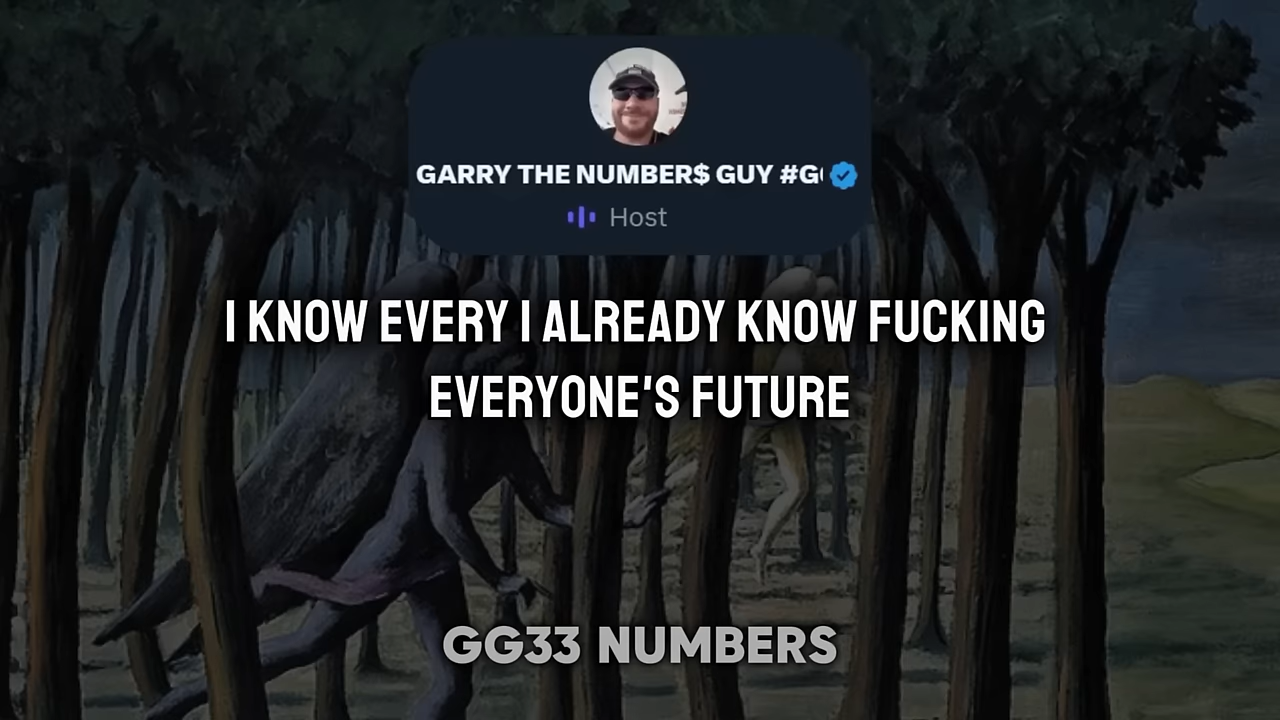 GARRY THE NUMBER$ GUY #G
Host
I KNOW EVERY I ALREADY KNOW FUCKING
EVERYONE'S FUTURE
GG33 NUMBERS